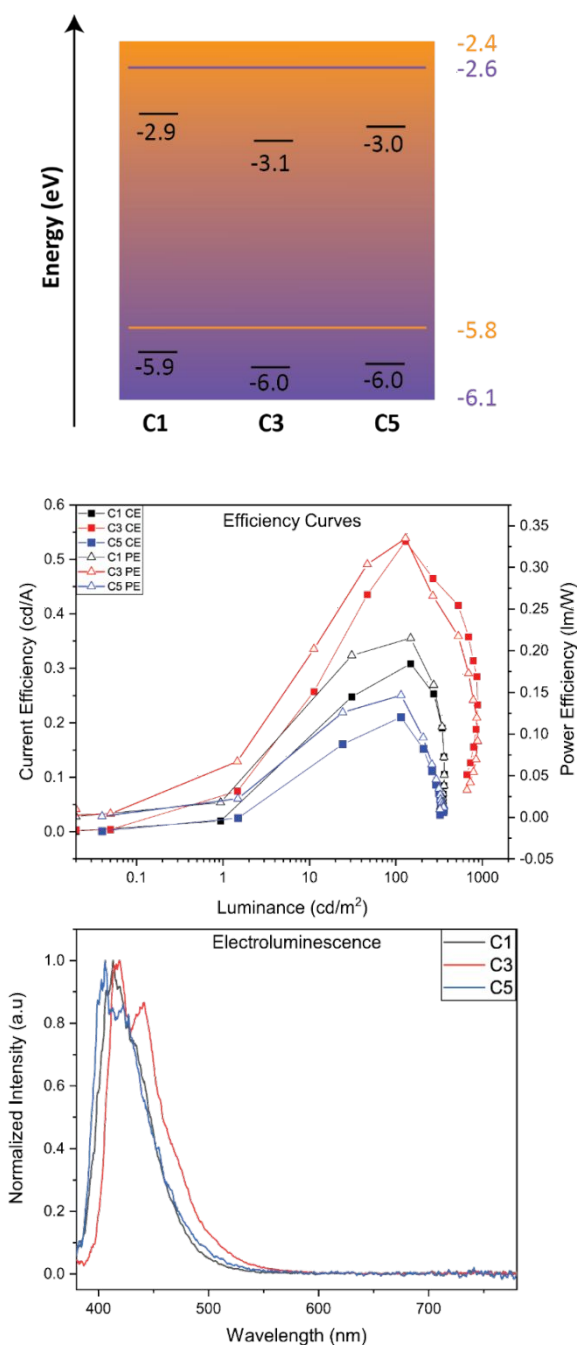 Energy (eV)
-2.4
-2.6
-2.9
-3.1
-3.0
-5.8
-5.9
-6.0
-6.0
-6.1
C1 C3 C5
Efficiency Curves
C1 CE
C3 CE
C5 CE
C1 PE
C3 PE
C5 PE
Current Efficiency (cd/A)
0.6
0.5
0.4
0.3
0.2
0.1
0.0
Power Efficiency (lm/W)
0.35
0.30
0.25
0.20
0.15
0.10
0.05
0.00
-0.05
0.1 1 10 100 1000
Luminance (cd/m²)
Electroluminescence
C1
C3
C5
Normalized Intensity (a.u)
1.0
0.8
0.6
0.4
0.2
0.0
400 500 600 700
Wavelength (nm)